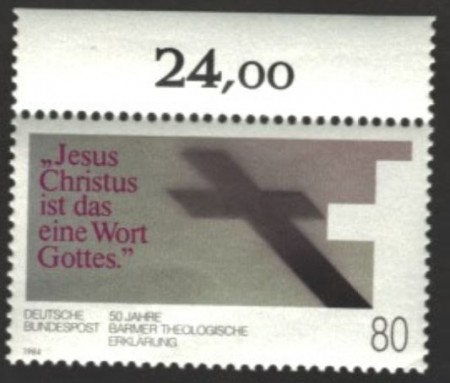 24,00
„Jesus
Christus
ist das
eine Wort
Gottes.”
DEUTSCHE
BUNDESPOST
50 JAHRE
BARMER THEOLOGISCHE
ERKLÄRUNG
80
1984